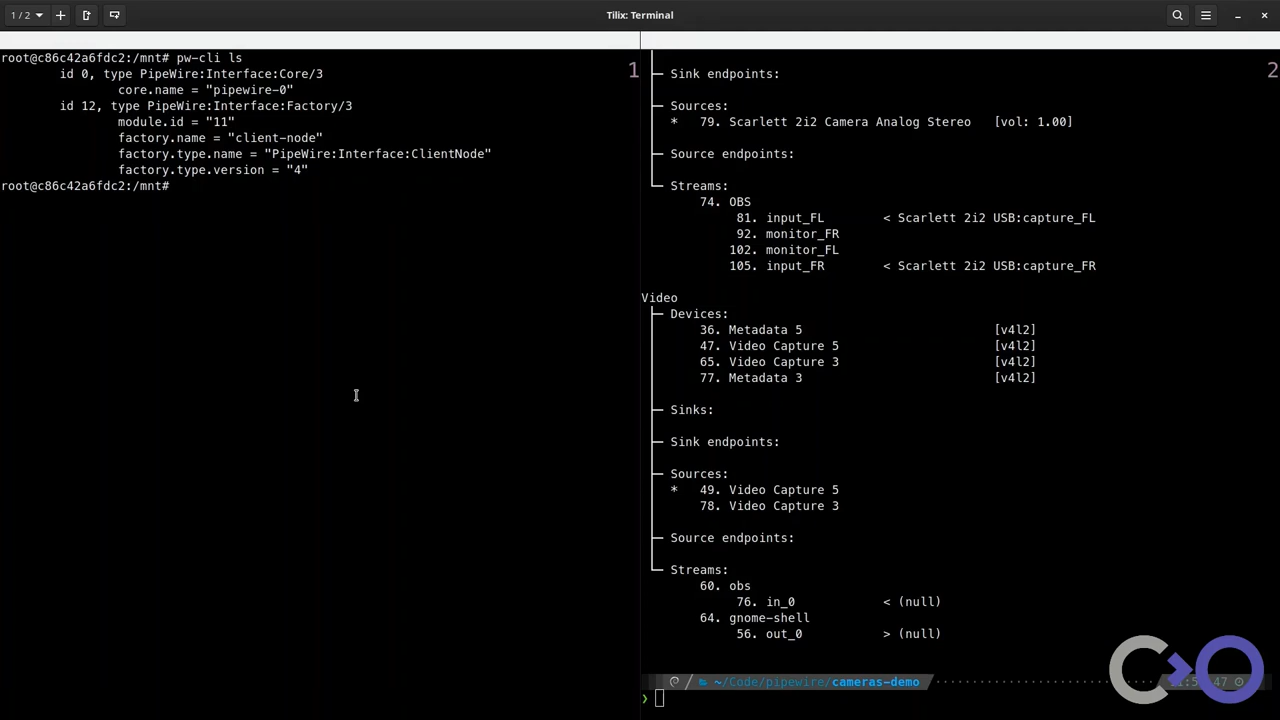 1 / 2
Tilix: Terminal
root@c86c42a6fdc2:/mnt# pw-cli ls
id 0, type PipeWire:Interface:Core/3
core.name = "pipewire-0"
id 12, type PipeWire:Interface:Factory/3
module.id = "11"
factory.name = "client-node"
factory.type.name = "PipeWire:Interface:ClientNode"
factory.type.version = "4"
root@c86c42a6fdc2:/mnt#
1
2
Sink endpoints:
Sources:
* 79. Scarlett 2i2 Camera Analog Stereo [vol: 1.00]
Source endpoints:
Streams:
74. OBS
81. input_FL < Scarlett 2i2 USB:capture_FL
92. monitor_FR
102. monitor_FL
105. input_FR < Scarlett 2i2 USB:capture_FR
Video
Devices:
36. Metadata 5 [v4l2]
47. Video Capture 5 [v4l2]
65. Video Capture 3 [v4l2]
77. Metadata 3 [v4l2]
Sinks:
Sink endpoints:
Sources:
* 49. Video Capture 5
78. Video Capture 3
Source endpoints:
Streams:
60. obs
76. in_0 < (null)
64. gnome-shell
56. out_0 > (null)
~/Code/pipewire/cameras-demo
❯